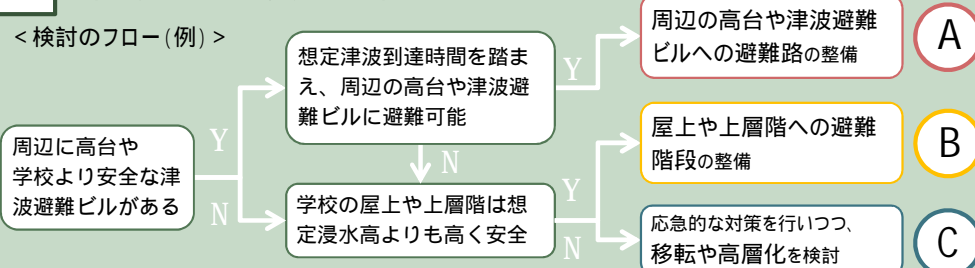 <検討のフロー(例)>
周辺に高台や
学校より安全な津
波避難ビルがある
Y
N
想定津波到達時間を踏ま
え、周辺の高台や津波避
難ビルに避難可能
Y
N
学校の屋上や上層階は想
定浸水高よりも高く安全
Y
N
周辺の高台や津波避難
ビルへの避難路の整備
A
屋上や上層階への避難
階段の整備
B
応急的な対策を行いつつ、
移転や高層化を検討
C